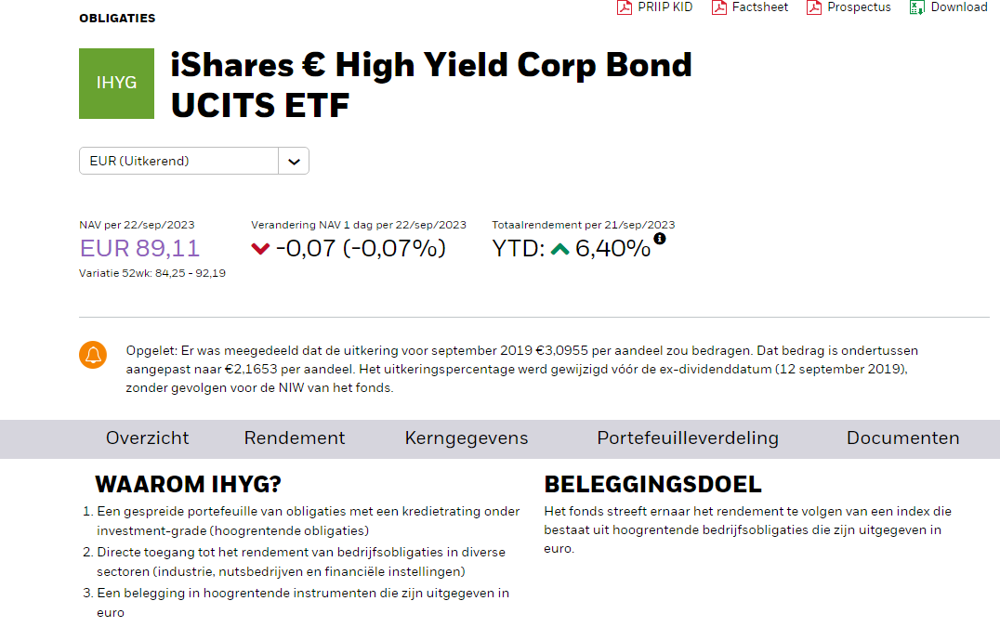 OBLIGATIES
PRIIP KID Factsheet Prospectus Download
IHYG
iShares € High Yield Corp Bond
UCITS ETF
EUR (Uitkerend)
NAV per 22/sep/2023
EUR 89,11
Variatie 52wk: 84,25 - 92,19
Verandering NAV 1 dag per 22/sep/2023
-0,07 (-0,07%)
Totaalrendement per 21/sep/2023
YTD: 6,40%
Opgelet: Er was meegedeeld dat de uitkering voor september 2019 €3,0955 per aandeel zou bedragen. Dat bedrag is ondertussen
aangepast naar €2,1653 per aandeel. Het uitkeringspercentage werd gewijzigd vóór de ex-dividenddatum (12 september 2019),
zonder gevolgen voor de NIW van het fonds.
Overzicht Rendement Kerngegevens Portefeuilleverdeling Documenten
WAAROM IHYG?
1. Een gespreide portefeuille van obligaties met een kredietrating onder
investment-grade (hoogrentende obligaties)
2. Directe toegang tot het rendement van bedrijfsobligaties in diverse
sectoren (industrie, nutsbedrijven en financiële instellingen)
3. Een belegging in hoogrentende instrumenten die zijn uitgegeven in
euro
BELEGGINGSDOEL
Het fonds streeft ernaar het rendement te volgen van een index die
bestaat uit hoogrentende bedrijfsobligaties die zijn uitgegeven in
euro.